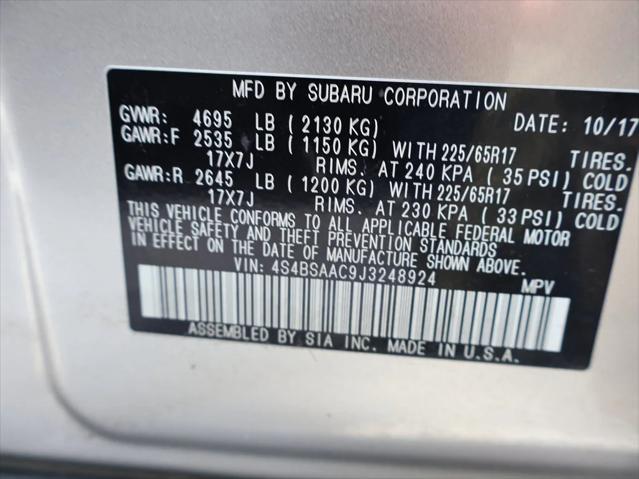 MFD BY SUBARU CORPORATION
GVWR: 4695 LB ( 2130 KG) DATE: 10/17
GAWR:F 2535 LB ( 1150 KG) WITH 225/65R17 TIRES.
17X7J RIMS. AT 240 KPA ( 35 PSI) COLD
GAWR:R 2645 LB ( 1200 KG) WITH 225/65R17 TIRES.
17X7J RIMS. AT 230 KPA ( 33 PSI) COLD
THIS VEHICLE CONFORMS TO ALL APPLICABLE FEDERAL MOTOR
VEHICLE SAFETY AND THEFT PREVENTION STANDARDS
IN EFFECT ON THE DATE OF MANUFACTURE SHOWN ABOVE.
VIN: 4S4BSAAC9J3248924 MPV
ASSEMBLED BY SIA INC. MADE IN U.S.A.